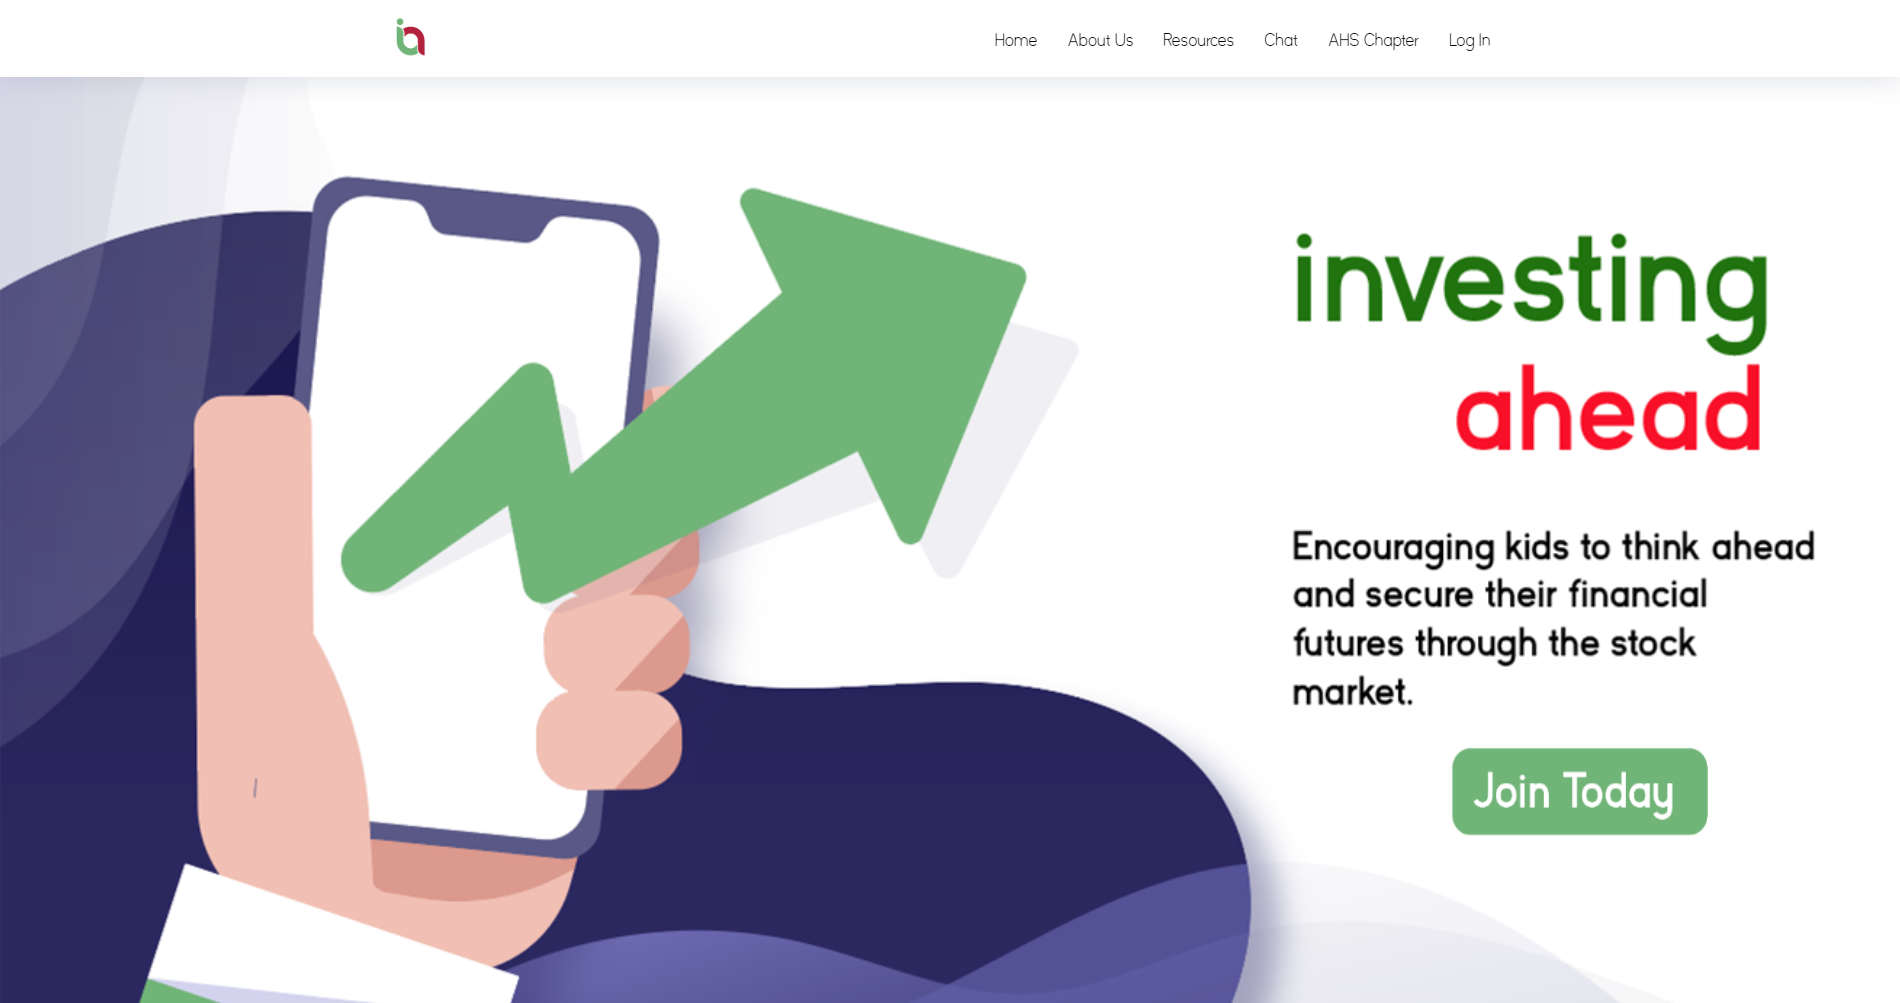 ia
Home About Us Resources Chat AHS Chapter Log In
investing
ahead
Encouraging kids to think ahead
and secure their financial
futures through the stock
market.
Join Today